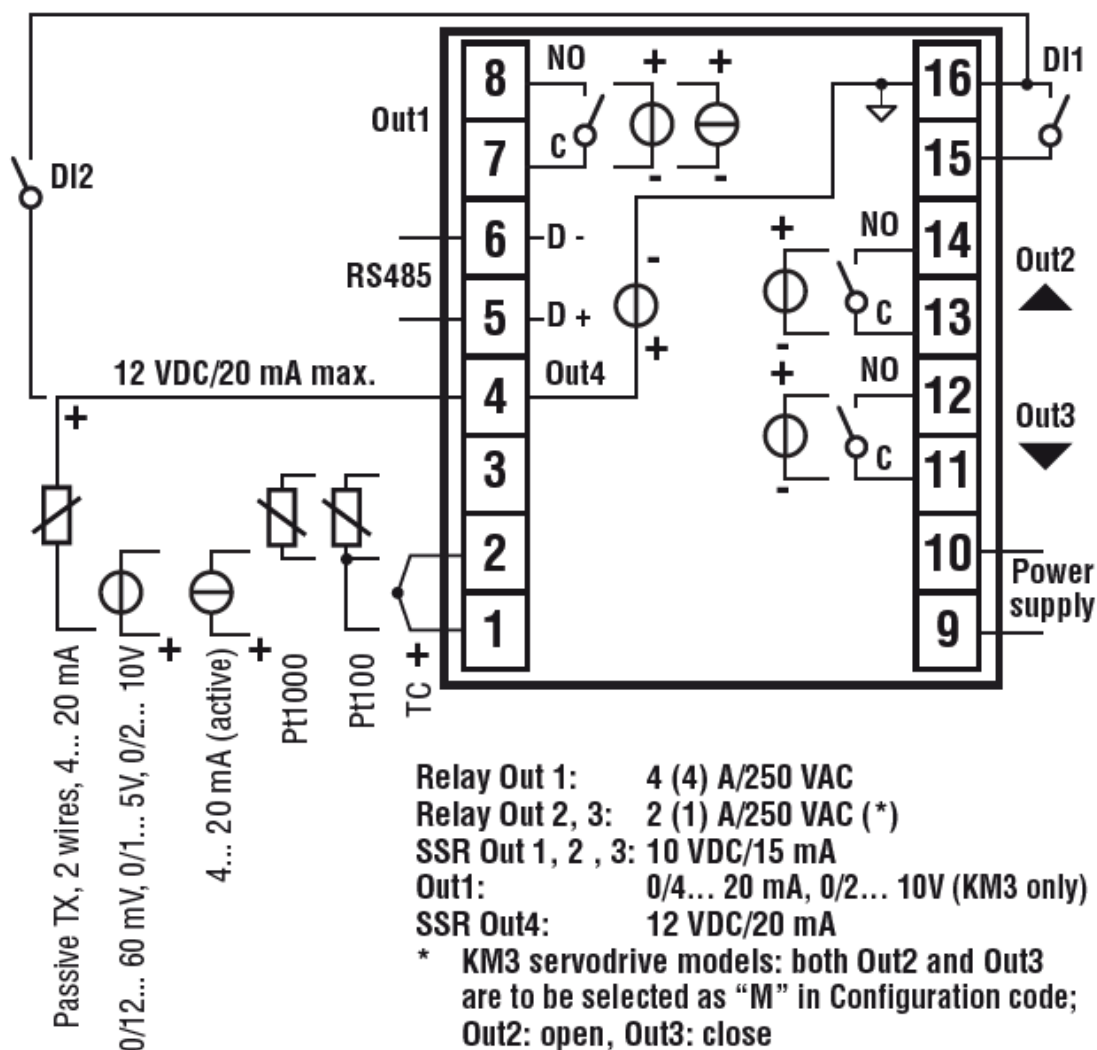 8 NO + + 16 DI1
Out1
7 C - - 15
DI2
6 D - - + NO 14
RS485 Out2
5 D + + - C 13
12 VDC/20 mA max. 4 Out4 + NO 12
+ Out3
3 - C 11
2 10
Power
supply
1 9
+ + +
Passive TX, 2 wires, 4... 20 mA
0/12... 60 mV, 0/1... 5V, 0/2... 10V
4... 20 mA (active)
Pt1000
Pt100
TC
Relay Out 1: 4 (4) A/250 VAC
Relay Out 2, 3: 2 (1) A/250 VAC (*)
SSR Out 1, 2 , 3: 10 VDC/15 mA
Out1: 0/4... 20 mA, 0/2... 10V (KM3 only)
SSR Out4: 12 VDC/20 mA
* KM3 servodrive models: both Out2 and Out3
are to be selected as “M” in Configuration code;
Out2: open, Out3: close